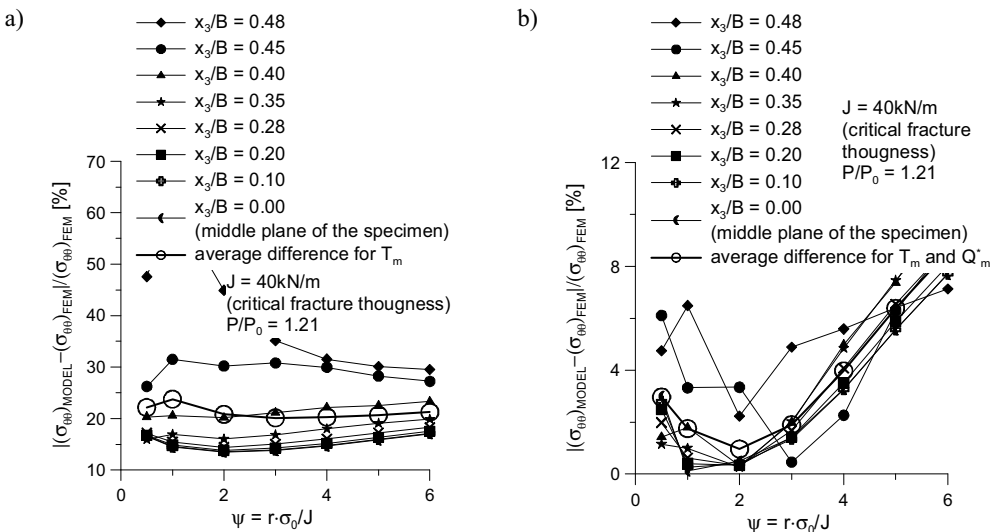 a)
x3/B = 0.48
x3/B = 0.45
x3/B = 0.40
x3/B = 0.35
x3/B = 0.28
x3/B = 0.20
x3/B = 0.10
x3/B = 0.00
(middle plane of the specimen)
average difference for Tm
J = 40kN/m
(critical fracture thougness)
P/P0 = 1.21
|(σθθ)MODEL–(σθθ)FEM|/(σθθ)FEM [%]
70
60
50
40
30
20
10
0
2
4
6
ψ = r·σ0/J
b)
x3/B = 0.48
x3/B = 0.45
x3/B = 0.40
x3/B = 0.35
x3/B = 0.28
x3/B = 0.20
x3/B = 0.10
x3/B = 0.00
(middle plane of the specimen)
average difference for Tm and Q*m
J = 40kN/m
(critical fracture
thougness)
P/P0 = 1.21
|(σθθ)MODEL–(σθθ)FEM|/(σθθ)FEM [%]
12
8
4
0
0
2
4
6
ψ = r·σ0/J